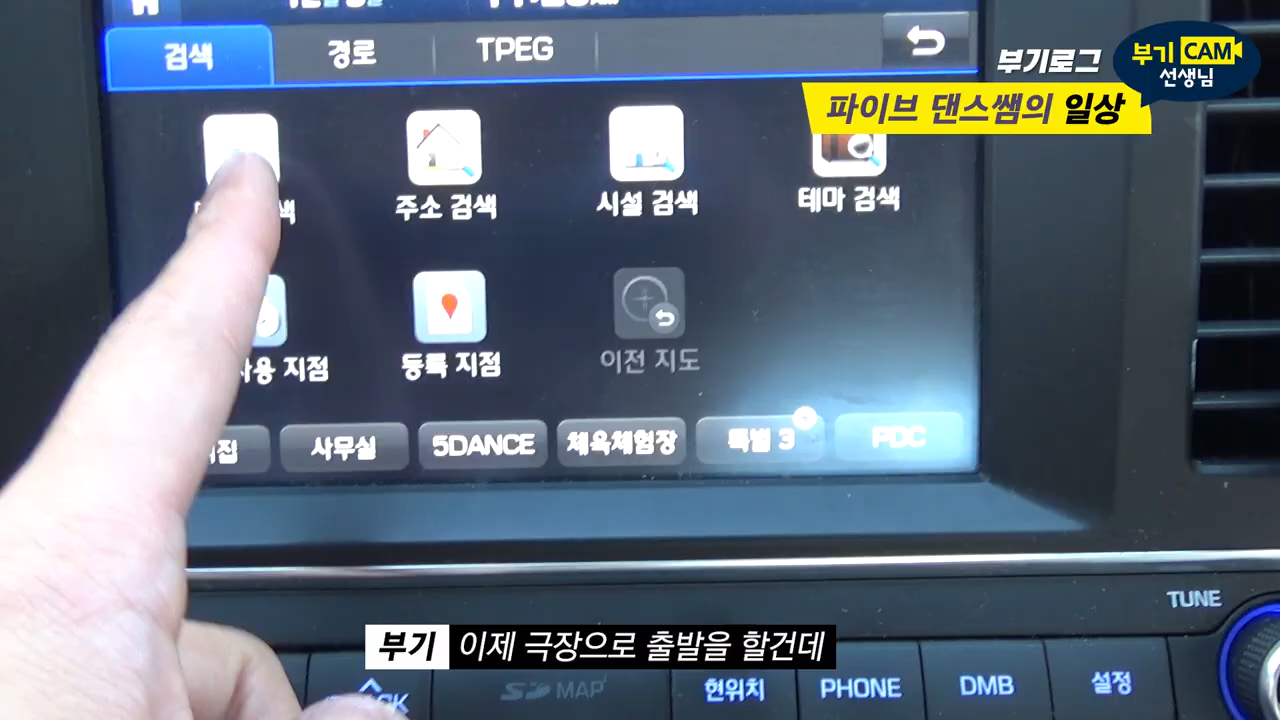 검색
경로
TPEG
부기로그
부기 CAM
선생님
파이브 댄스쌤의 일상
색
주소 검색
시설 검색
테마 검색
사용 지점
등록 지점
이전 지도
집
사무실
5DANCE
체육체험장
특별 3
PDC
TUNE
부기 이제 극장으로 출발을 할건데
SD MAP
현위치
PHONE
DMB
설정